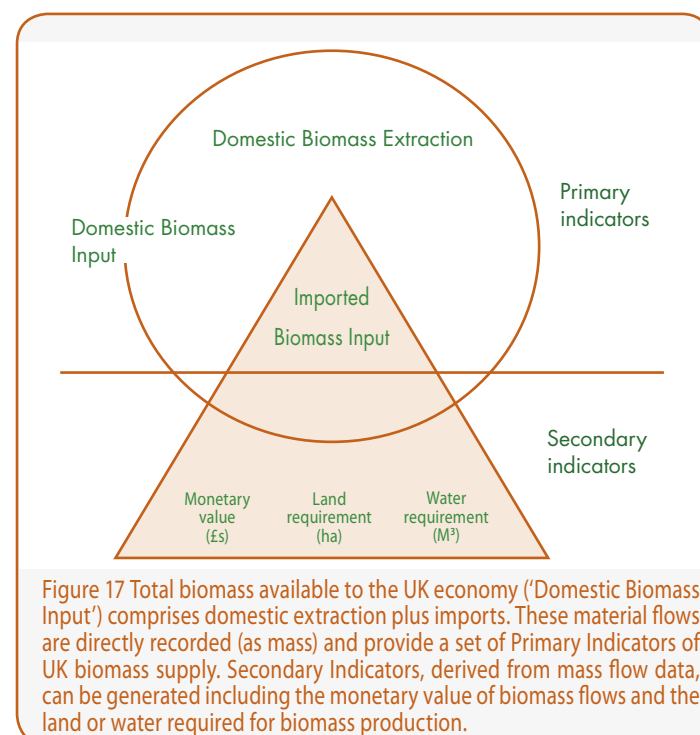 Domestic Biomass Extraction
Primary
indicators
Domestic Biomass
Input
Imported
Biomass Input
Secondary
indicators
Monetary
value
(£s)
Land
requirement
(ha)
Water
requirement
(M³)
Figure 17 Total biomass available to the UK economy (‘Domestic Biomass
Input’) comprises domestic extraction plus imports. These material flows
are directly recorded (as mass) and provide a set of Primary Indicators of
UK biomass supply. Secondary Indicators, derived from mass flow data,
can be generated including the monetary value of biomass flows and the
land or water required for biomass production.